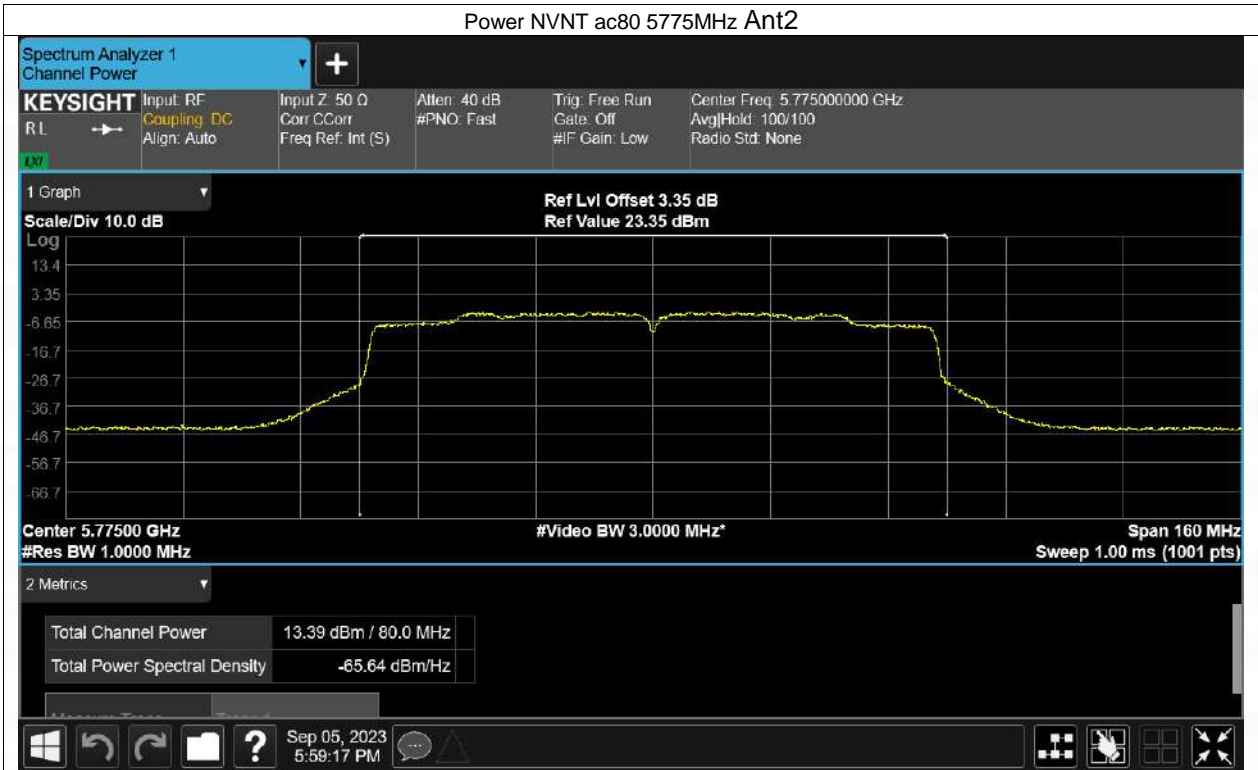 Power NVNT ac80 5775MHz Ant2
Spectrum Analyzer 1
Channel Power
KEYSIGHT
R L
LXI
Input: RF
Coupling: DC
Align: Auto
Input Z: 50 Ω
Corr CCorr
Freq Ref: Int (S)
Atten: 40 dB
#PNO: Fast
Trig: Free Run
Gate: Off
#IF Gain: Low
Center Freq: 5.775000000 GHz
Avg|Hold: 100/100
Radio Std: None
1 Graph
Scale/Div 10.0 dB
Ref Lvl Offset 3.35 dB
Ref Value 23.35 dBm
Log
13.4
3.35
-6.65
-16.7
-26.7
-36.7
-46.7
-56.7
-66.7
Center 5.77500 GHz
#Video BW 3.0000 MHz*
Span 160 MHz
#Res BW 1.0000 MHz
Sweep 1.00 ms (1001 pts)
2 Metrics
Total Channel Power 13.39 dBm / 80.0 MHz
Total Power Spectral Density -65.64 dBm/Hz
?
Sep 05, 2023
5:59:17 PM